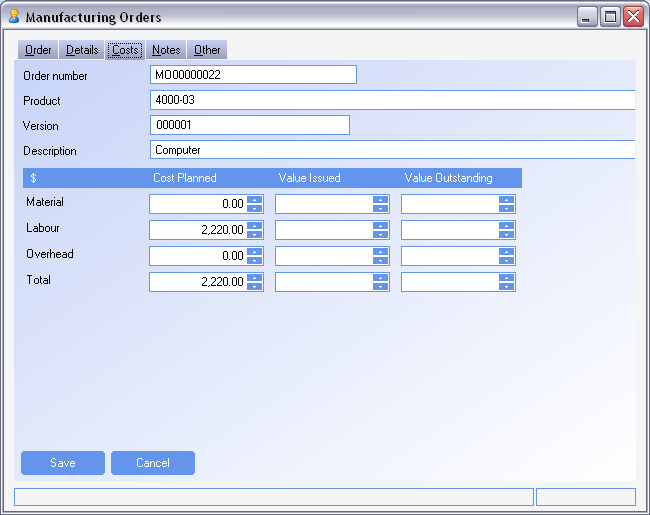 Manufacturing Orders
Order Details Costs Notes Other
Order number MO00000022
Product 4000-03
Version 000001
Description Computer
$ Cost Planned Value Issued Value Outstanding
Material 0.00
Labour 2,220.00
Overhead 0.00
Total 2,220.00
Save Cancel